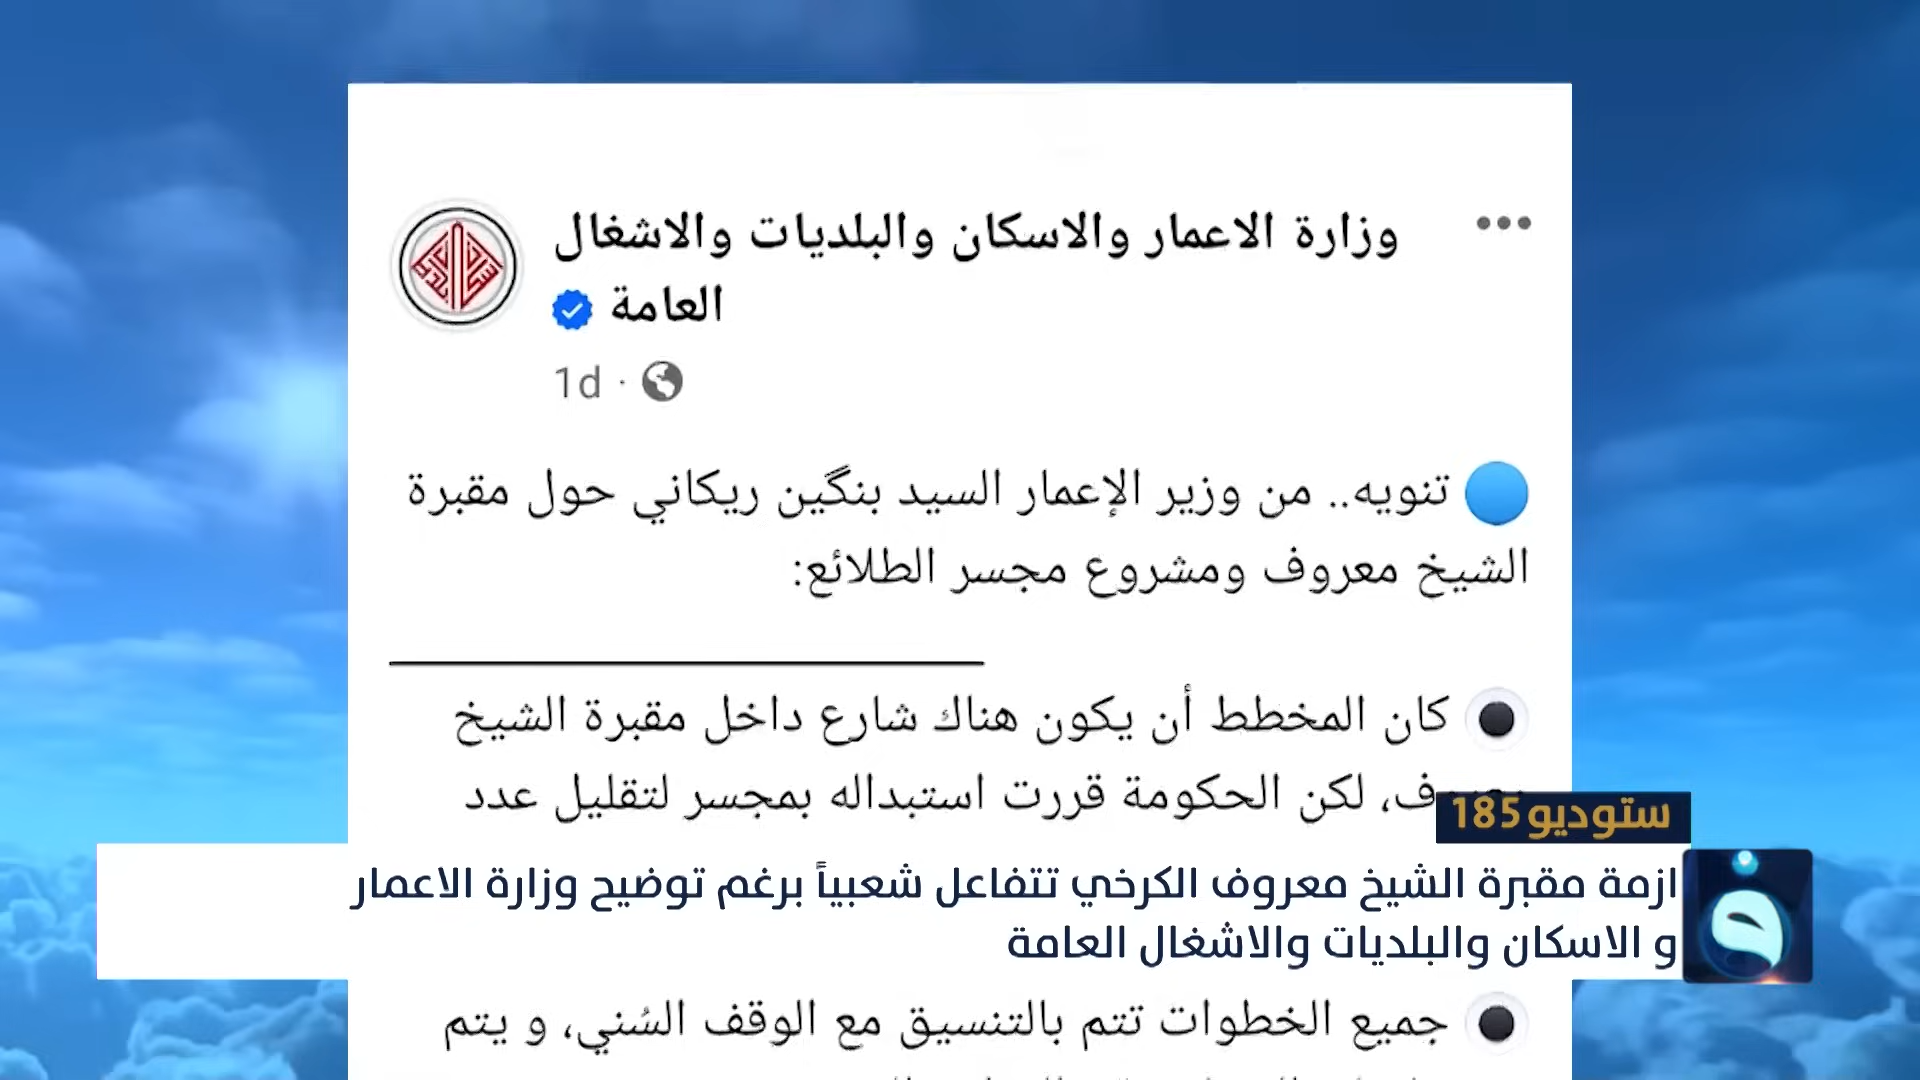 وزارة الاعمار والاسكان والبلديات والاشغال
العامة
1d ·
تنويه.. من وزير الإعمار السيد بنگين ريكاني حول مقبرة
الشيخ معروف ومشروع مجسر الطلائع:
كان المخطط أن يكون هناك شارع داخل مقبرة الشيخ
لكن الحكومة قررت استبداله بمجسر لتقليل عدد
ستوديو 185
ازمة مقبرة الشيخ معروف الكرخي تتفاعل شعبياً برغم توضيح وزارة الاعمار
و الاسكان والبلديات والاشغال العامة
جميع الخطوات تتم بالتنسيق مع الوقف السُني، و يتم